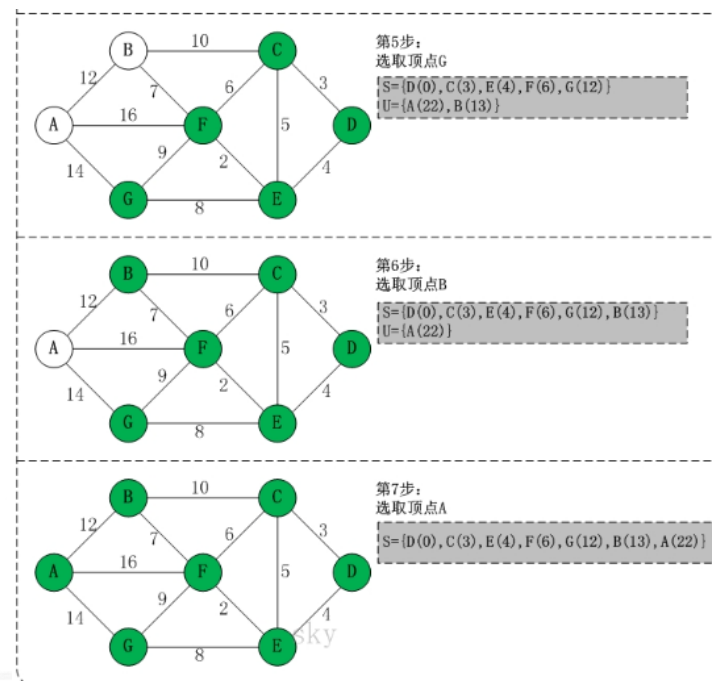 第5步：
选取顶点G
S={D(0),C(3),E(4),F(6),G(12)}
U={A(22),B(13)}
B 10 C
12 7 6 3
A 16 F 5 D
14 9 2 4
G 8 E
第6步：
选取顶点B
S={D(0),C(3),E(4),F(6),G(12),B(13)}
U={A(22)}
B 10 C
12 7 6 3
A 16 F 5 D
14 9 2 4
G 8 E
第7步：
选取顶点A
S={D(0),C(3),E(4),F(6),G(12),B(13),A(22)}
B 10 C
12 7 6 3
A 16 F 5 D
14 9 2 4
G 8 E
sky